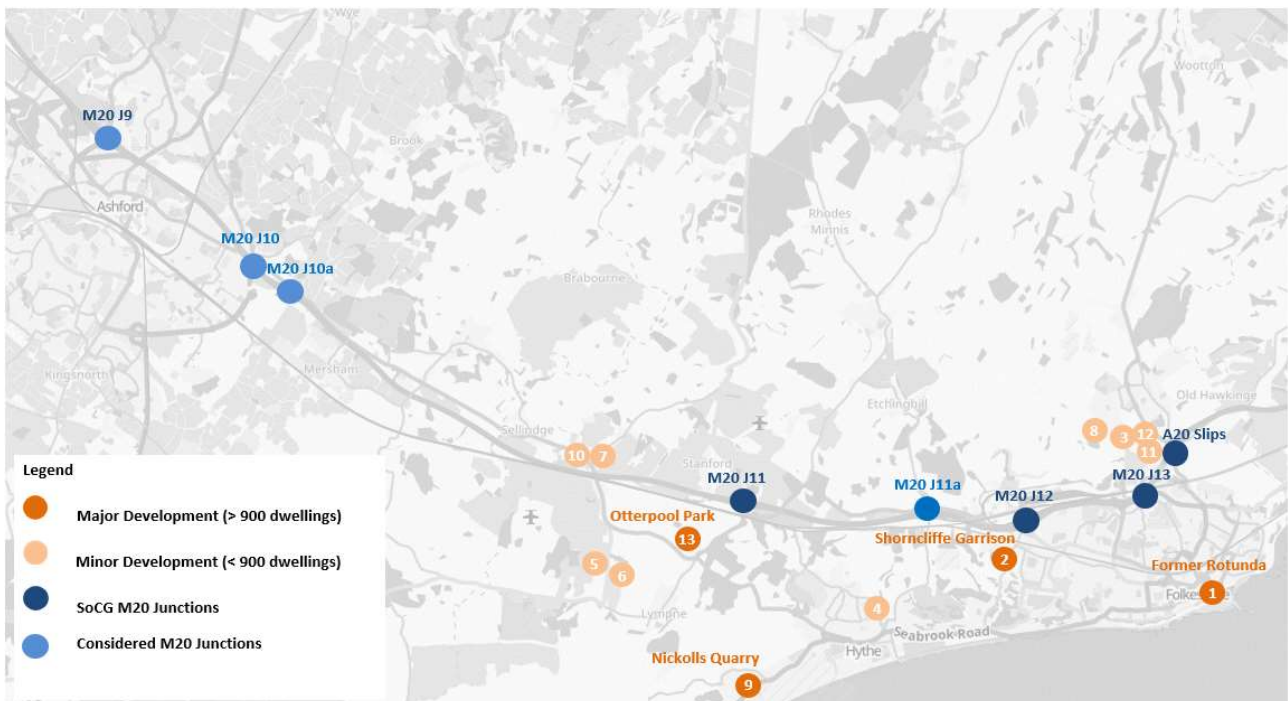 Wye
Wootton
M20 J9
Brook
Ashford
Rhodes
Minnis
M20 J10
M20 J10a
Brabourne
Kingsnorth
Mersham
Old Hawkinge
Etchinghill
Sellindge
8
3
12
A20 Slips
11
10
7
Stanford
M20 J13
M20 J11
M20 J11a
M20 J12
Otterpool Park
13
Shorncliffe Garrison
2
5
6
Former Rotunda
1
Lympne
4
Seabrook Road
Hythe
Nickolls Quarry
9
Legend
Major Development (> 900 dwellings)
Minor Development (< 900 dwellings)
SoCG M20 Junctions
Considered M20 Junctions